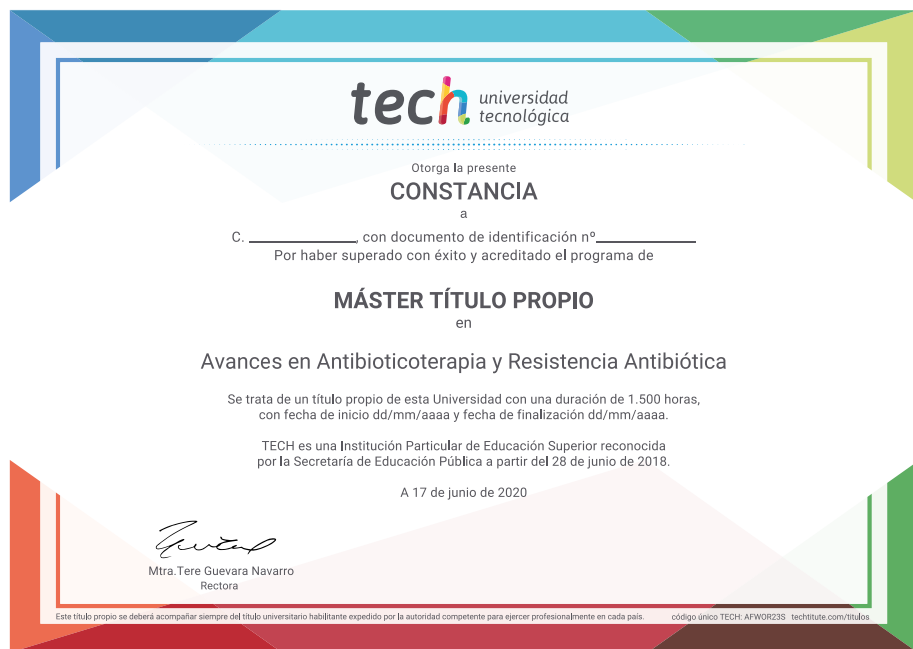 tech universidad
tecnológica
Otorga la presente
CONSTANCIA
a
C. ____________, con documento de identificación nº____________
Por haber superado con éxito y acreditado el programa de
MÁSTER TÍTULO PROPIO
en
Avances en Antibioticoterapia y Resistencia Antibiótica
Se trata de un título propio de esta Universidad con una duración de 1.500 horas,
con fecha de inicio dd/mm/aaaa y fecha de finalización dd/mm/aaaa.
TECH es una Institución Particular de Educación Superior reconocida
por la Secretaría de Educación Pública a partir del 28 de junio de 2018.
A 17 de junio de 2020
Mtra.Tere Guevara Navarro
Rectora
Este título propio se deberá acompañar siempre del título universitario habilitante expedido por la autoridad competente para ejercer profesionalmente en cada país. código único TECH: AFWOR23S techtitute.com/titulos